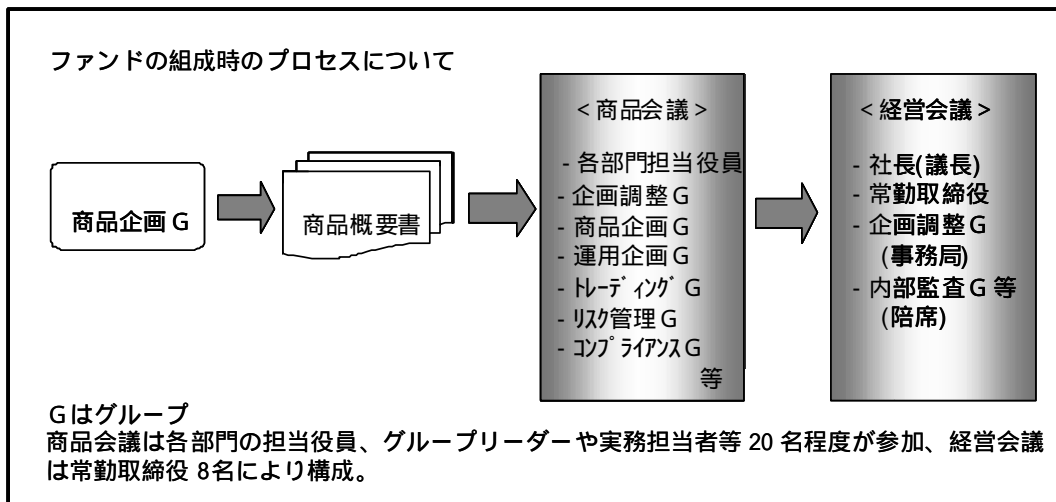 ファンドの組成時のプロセスについて
商品企画G
商品概要書
<商品会議>
- 各部門担当役員
- 企画調整G
- 商品企画G
- 運用企画G
- ﾄﾚｰﾃﾞｨﾝｸﾞG
- ﾘｽｸ管理G
- ｺﾝﾌﾟﾗｲｱﾝｽG
等
<経営会議>
- 社長(議長)
- 常勤取締役
- 企画調整G
(事務局)
- 内部監査G 等
(陪席)
Gはグループ
商品会議は各部門の担当役員、グループリーダーや実務担当者等 20 名程度が参加、経営会議
は常勤取締役 8名により構成。